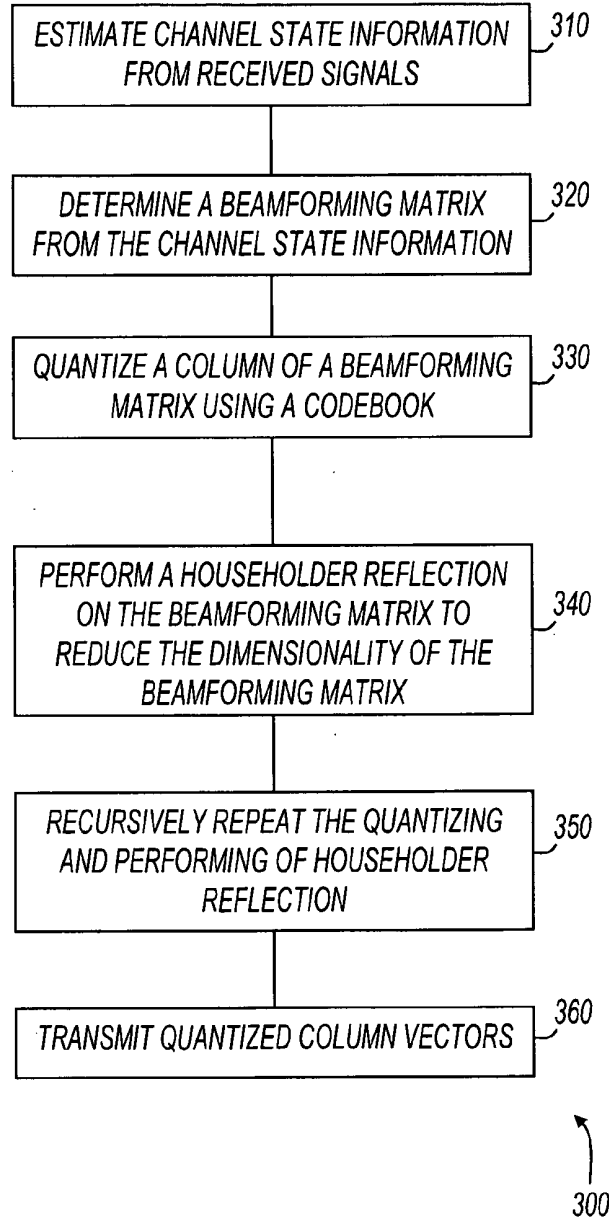 ESTIMATE CHANNEL STATE INFORMATION
FROM RECEIVED SIGNALS
310
DETERMINE A BEAMFORMING MATRIX
FROM THE CHANNEL STATE INFORMATION
320
QUANTIZE A COLUMN OF A BEAMFORMING
MATRIX USING A CODEBOOK
330
PERFORM A HOUSEHOLDER REFLECTION
ON THE BEAMFORMING MATRIX TO
REDUCE THE DIMENSIONALITY OF THE
BEAMFORMING MATRIX
340
RECURSIVELY REPEAT THE QUANTIZING
AND PERFORMING OF HOUSEHOLDER
REFLECTION
350
TRANSMIT QUANTIZED COLUMN VECTORS
360
300